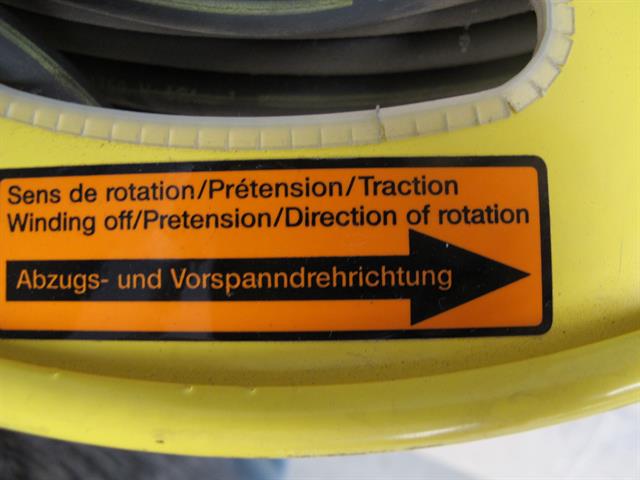 Sens de rotation/Prétension/Traction
Winding off/Pretension/Direction of rotation
Abzugs- und Vorspanndrehrichtung